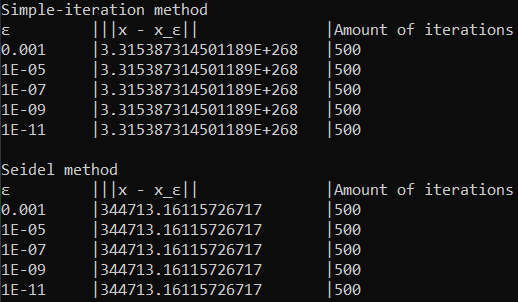 Simple-iteration method
ε |||x - x_ε|| |Amount of iterations
0.001 |3.315387314501189E+268 |500
1E-05 |3.315387314501189E+268 |500
1E-07 |3.315387314501189E+268 |500
1E-09 |3.315387314501189E+268 |500
1E-11 |3.315387314501189E+268 |500
Seidel method
ε |||x - x_ε|| |Amount of iterations
0.001 |344713.16115726717 |500
1E-05 |344713.16115726717 |500
1E-07 |344713.16115726717 |500
1E-09 |344713.16115726717 |500
1E-11 |344713.16115726717 |500